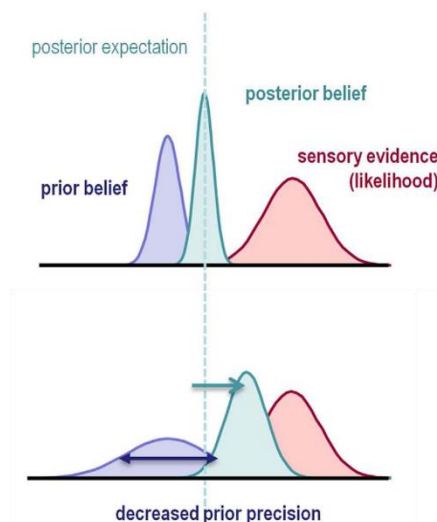 posterior expectation
posterior belief
sensory evidence
(likelihood)
prior belief
decreased prior precision